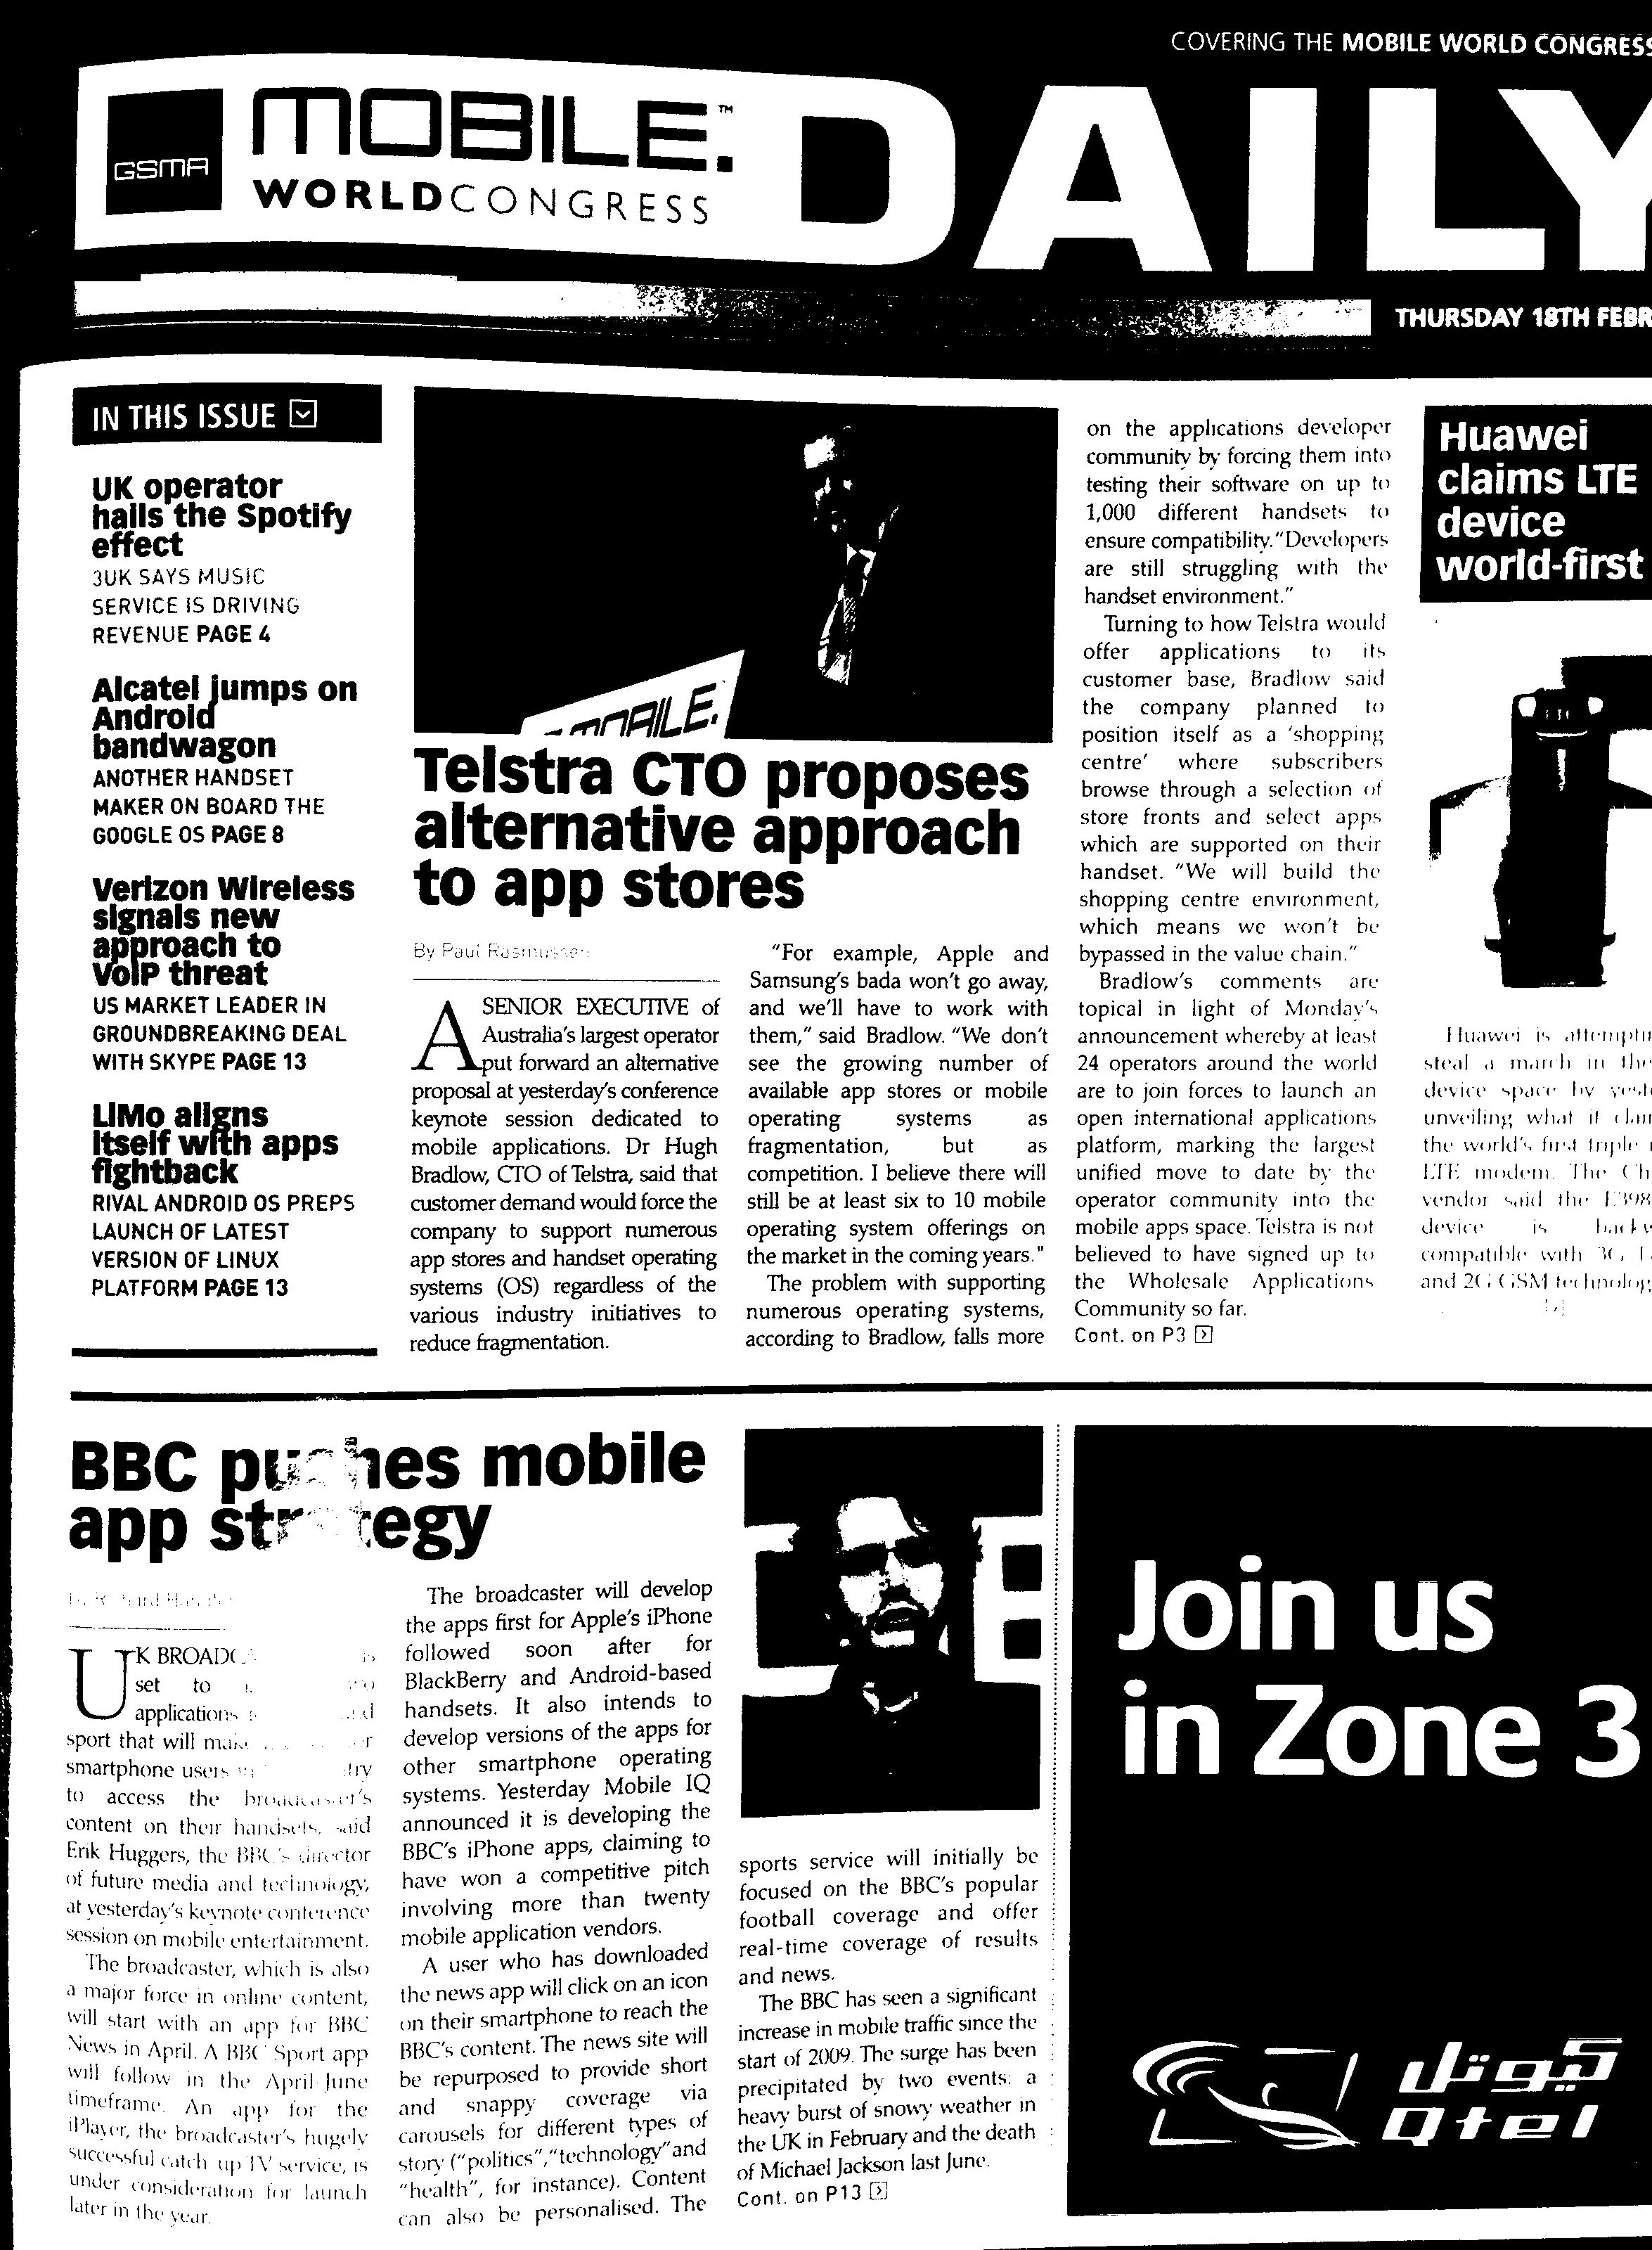 COVERING THE MOBILE WORLD CONGRESS
GSMA
MOBILE.™
WORLDCONGRESS
DAILY
THURSDAY 18TH
IN THIS ISSUE
UK operator
hails the Spotify
effect
3UK SAYS MUSIC
SERVICE IS DRIVING
REVENUE PAGE 4
Alcatel jumps on
Android
bandwagon
ANOTHER HANDSET
MAKER ON BOARD THE
GOOGLE OS PAGE 8
Verizon Wireless
signals new
approach to
VoIP threat
US MARKET LEADER IN
GROUNDBREAKING DEAL
WITH SKYPE PAGE 13
LiMo aligns
itself with apps
fightback
RIVAL ANDROID OS PREPS
LAUNCH OF LATEST
VERSION OF LINUX
PLATFORM PAGE 13
MOBILE.
Telstra CTO proposes
alternative approach
to app stores
By Paul Rasmussen
A SENIOR EXECUTIVE of
Australia's largest operator
put forward an alternative
proposal at yesterday's conference
keynote session dedicated to
mobile applications. Dr Hugh
Bradlow, CTO of Telstra, said that
customer demand would force the
company to support numerous
app stores and handset operating
systems (OS) regardless of the
various industry initiatives to
reduce fragmentation.
"For example, Apple and
Samsung's bada won't go away,
and we'll have to work with
them," said Bradlow. "We don't
see the growing number of
available app stores or mobile
operating systems as
fragmentation, but as
competition. I believe there will
still be at least six to 10 mobile
operating system offerings on
the market in the coming years."
The problem with supporting
numerous operating systems,
according to Bradlow, falls more
on the applications developer
community by forcing them into
testing their software on up to
1,000 different handsets to
ensure compatibility."Developers
are still struggling with the
handset environment."
Turning to how Telstra would
offer applications to its
customer base, Bradlow said
the company planned to
position itself as a 'shopping
centre' where subscribers
browse through a selection of
store fronts and select apps
which are supported on their
handset. "We will build the
shopping centre environment,
which means we won't be
bypassed in the value chain."
Bradlow's comments are
topical in light of Monday's
announcement whereby at least
24 operators around the world
are to join forces to launch an
open international applications
platform, marking the largest
unified move to date by the
operator community into the
mobile apps space. Telstra is not
believed to have signed up to
the Wholesale Applications
Community so far.
Cont. on P3
Huawei
claims LTE
device
world-first
Huawei is
steal a march in the
device space by
unveiling what it
the world's first triple
LTE modem. The
vendor said the E398
device is
compatible with 3G
and 2G GSM
BBC pushes mobile
app strategy
UK
set to
applications
sport that will
smartphone users
to access the broadcaster's
content on their handsets, said
Erik Huggers, the BBC's director
of future media and technology,
at yesterday's keynote conference
session on mobile entertainment.
The broadcaster, which is also
a major force in online content,
will start with an app for BBC
News in April. A BBC Sport app
will follow in the April-June
timeframe. An app for the
iPlayer, the broadcaster's hugely
successful catch up TV service, is
under consideration for launch
later in the year.
The broadcaster will develop
the apps first for Apple's iPhone
followed soon after for
BlackBerry and Android-based
handsets. It also intends to
develop versions of the apps for
other smartphone operating
systems. Yesterday Mobile IQ
announced it is developing the
BBC's iPhone apps, claiming to
have won a competitive pitch
involving more than twenty
mobile application vendors.
A user who has downloaded
the news app will click on an icon
on their smartphone to reach the
BBC's content. The news site will
be repurposed to provide short
and snappy coverage via
carousels for different types of
story ("politics","technology"and
"health", for instance). Content
can also be personalised. The
sports service will initially be
focused on the BBC's popular
football coverage and offer
real-time coverage of results
and news.
The BBC has seen a significant
increase in mobile traffic since the
start of 2009. The surge has been
precipitated by two events: a
heavy burst of snowy weather in
the UK in February and the death
of Michael Jackson last June.
Cont. on P13
Join us
in Zone 3
كيوتل
Qtel